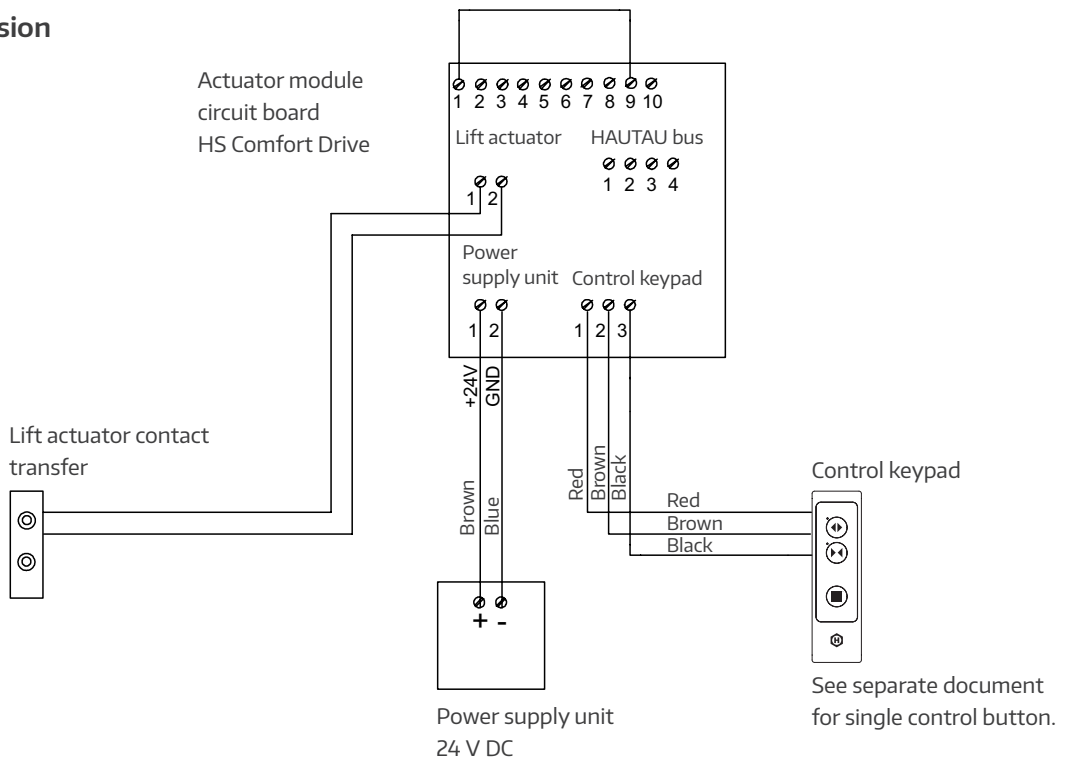 sion
Actuator module
circuit board
HS Comfort Drive
1 2 3 4 5 6 7 8 9 10
Lift actuator
HAUTAU bus
1 2 3 4
1 2
Power
supply unit
Control keypad
1 2
1 2 3
+24V
GND
Lift actuator contact
transfer
Brown
Blue
Red
Brown
Black
Red
Brown
Black
Control keypad
H
+ -
Power supply unit
24 V DC
See separate document
for single control button.